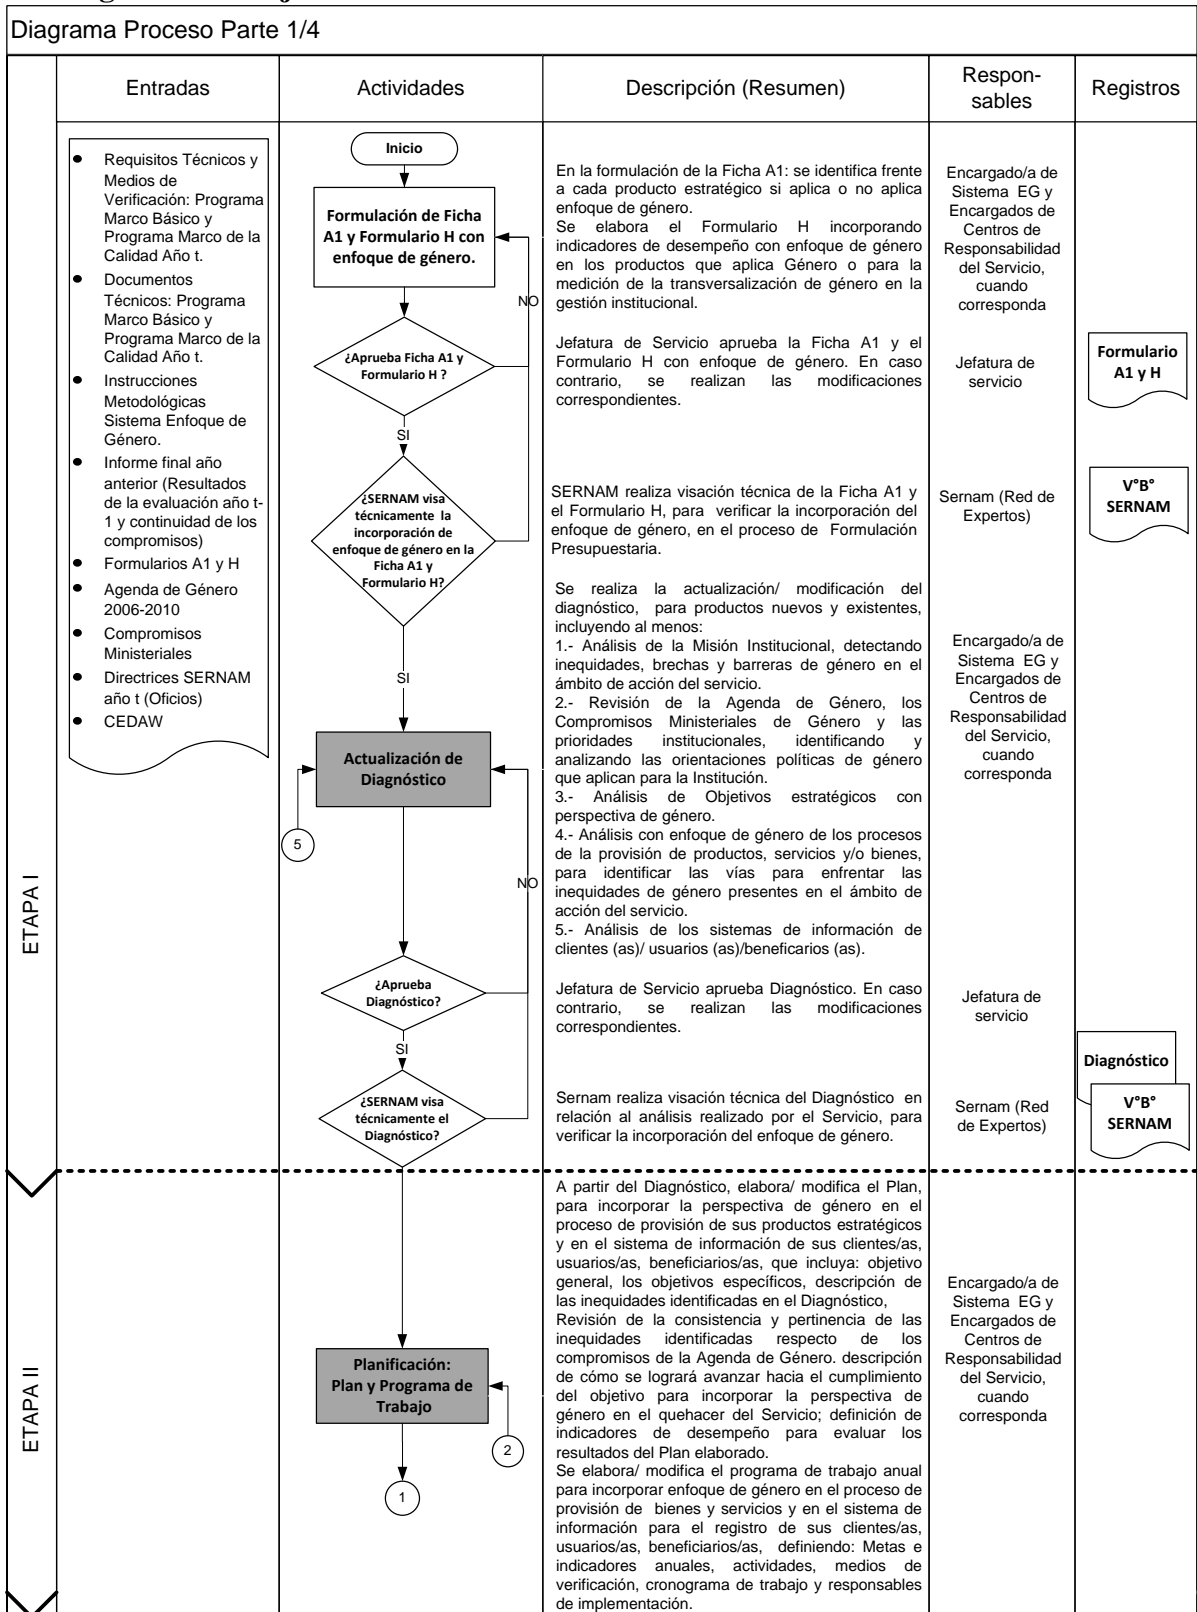 Diagrama Proceso Parte 1/4
Entradas
Actividades
Descripción (Resumen)
Respon-
sables
Registros
ETAPA I
Requisitos Técnicos y
Medios de
Verificación: Programa
Marco Básico y
Programa Marco de la
Calidad Año t.
Documentos
Técnicos: Programa
Marco Básico y
Programa Marco de la
Calidad Año t.
Instrucciones
Metodológicas
Sistema Enfoque de
Género.
Informe final año
anterior (Resultados
de la evaluación año t-
1 y continuidad de los
compromisos)
Formularios A1 y H
Agenda de Género
2006-2010
Compromisos
Ministeriales
Directrices SERNAM
año t (Oficios)
CEDAW
Inicio
Formulación de Ficha
A1 y Formulario H con
enfoque de género.
NO
¿Aprueba Ficha A1 y
Formulario H ?
SI
¿SERNAM visa
técnicamente la
incorporación de
enfoque de género en la
Ficha A1 y
Formulario H?
SI
Actualización de
Diagnóstico
5
NO
¿Aprueba
Diagnóstico?
SI
¿SERNAM visa
técnicamente el
Diagnóstico?
En la formulación de la Ficha A1: se identifica frente
a cada producto estratégico si aplica o no aplica
enfoque de género.
Se elabora el Formulario H incorporando
indicadores de desempeño con enfoque de género
en los productos que aplica Género o para la
medición de la transversalización de género en la
gestión institucional.
Jefatura de Servicio aprueba la Ficha A1 y el
Formulario H con enfoque de género. En caso
contrario, se realizan las modificaciones
correspondientes.
SERNAM realiza visación técnica de la Ficha A1 y
el Formulario H, para verificar la incorporación del
enfoque de género, en el proceso de Formulación
Presupuestaria.
Se realiza la actualización/ modificación del
diagnóstico, para productos nuevos y existentes,
incluyendo al menos:
1.- Análisis de la Misión Institucional, detectando
inequidades, brechas y barreras de género en el
ámbito de acción del servicio.
2.- Revisión de la Agenda de Género, los
Compromisos Ministeriales de Género y las
prioridades institucionales, identificando y
analizando las orientaciones políticas de género
que aplican para la Institución.
3.- Análisis de Objetivos estratégicos con
perspectiva de género.
4.- Análisis con enfoque de género de los procesos
de la provisión de productos, servicios y/o bienes,
para identificar las vías para enfrentar las
inequidades de género presentes en el ámbito de
acción del servicio.
5.- Análisis de los sistemas de información de
clientes (as)/ usuarios (as)/beneficarios (as).
Jefatura de Servicio aprueba Diagnóstico. En caso
contrario, se realizan las modificaciones
correspondientes.
Sernam realiza visación técnica del Diagnóstico en
relación al análisis realizado por el Servicio, para
verificar la incorporación del enfoque de género.
Encargado/a de
Sistema EG y
Encargados de
Centros de
Responsabilidad
del Servicio,
cuando
corresponda
Jefatura de
servicio
Sernam (Red de
Expertos)
Encargado/a de
Sistema EG y
Encargados de
Centros de
Responsabilidad
del Servicio,
cuando
corresponda
Jefatura de
servicio
Sernam (Red
de Expertos)
Formulario
A1 y H
V°B°
SERNAM
Diagnóstico
V°B°
SERNAM
ETAPA II
Planificación:
Plan y Programa de
Trabajo
2
1
A partir del Diagnóstico, elabora/ modifica el Plan,
para incorporar la perspectiva de género en el
proceso de provisión de sus productos estratégicos
y en el sistema de información de sus clientes/as,
usuarios/as, beneficiarios/as, que incluya: objetivo
general, los objetivos específicos, descripción de
las inequidades identificadas en el Diagnóstico,
Revisión de la consistencia y pertinencia de las
inequidades identificadas respecto de los
compromisos de la Agenda de Género. descripción
de cómo se logrará avanzar hacia el cumplimiento
del objetivo para incorporar la perspectiva de
género en el quehacer del Servicio; definición de
indicadores de desempeño para evaluar los
resultados del Plan elaborado.
Se elabora/ modifica el programa de trabajo anual
para incorporar enfoque de género en el proceso de
provisión de bienes y servicios y en el sistema de
información para el registro de sus clientes/as,
usuarios/as, beneficiarios/as, definiendo: Metas e
indicadores anuales, actividades, medios de
verificación, cronograma de trabajo y responsables
de implementación.
Encargado/a de
Sistema EG y
Encargados de
Centros de
Responsabilidad
del Servicio,
cuando
corresponda